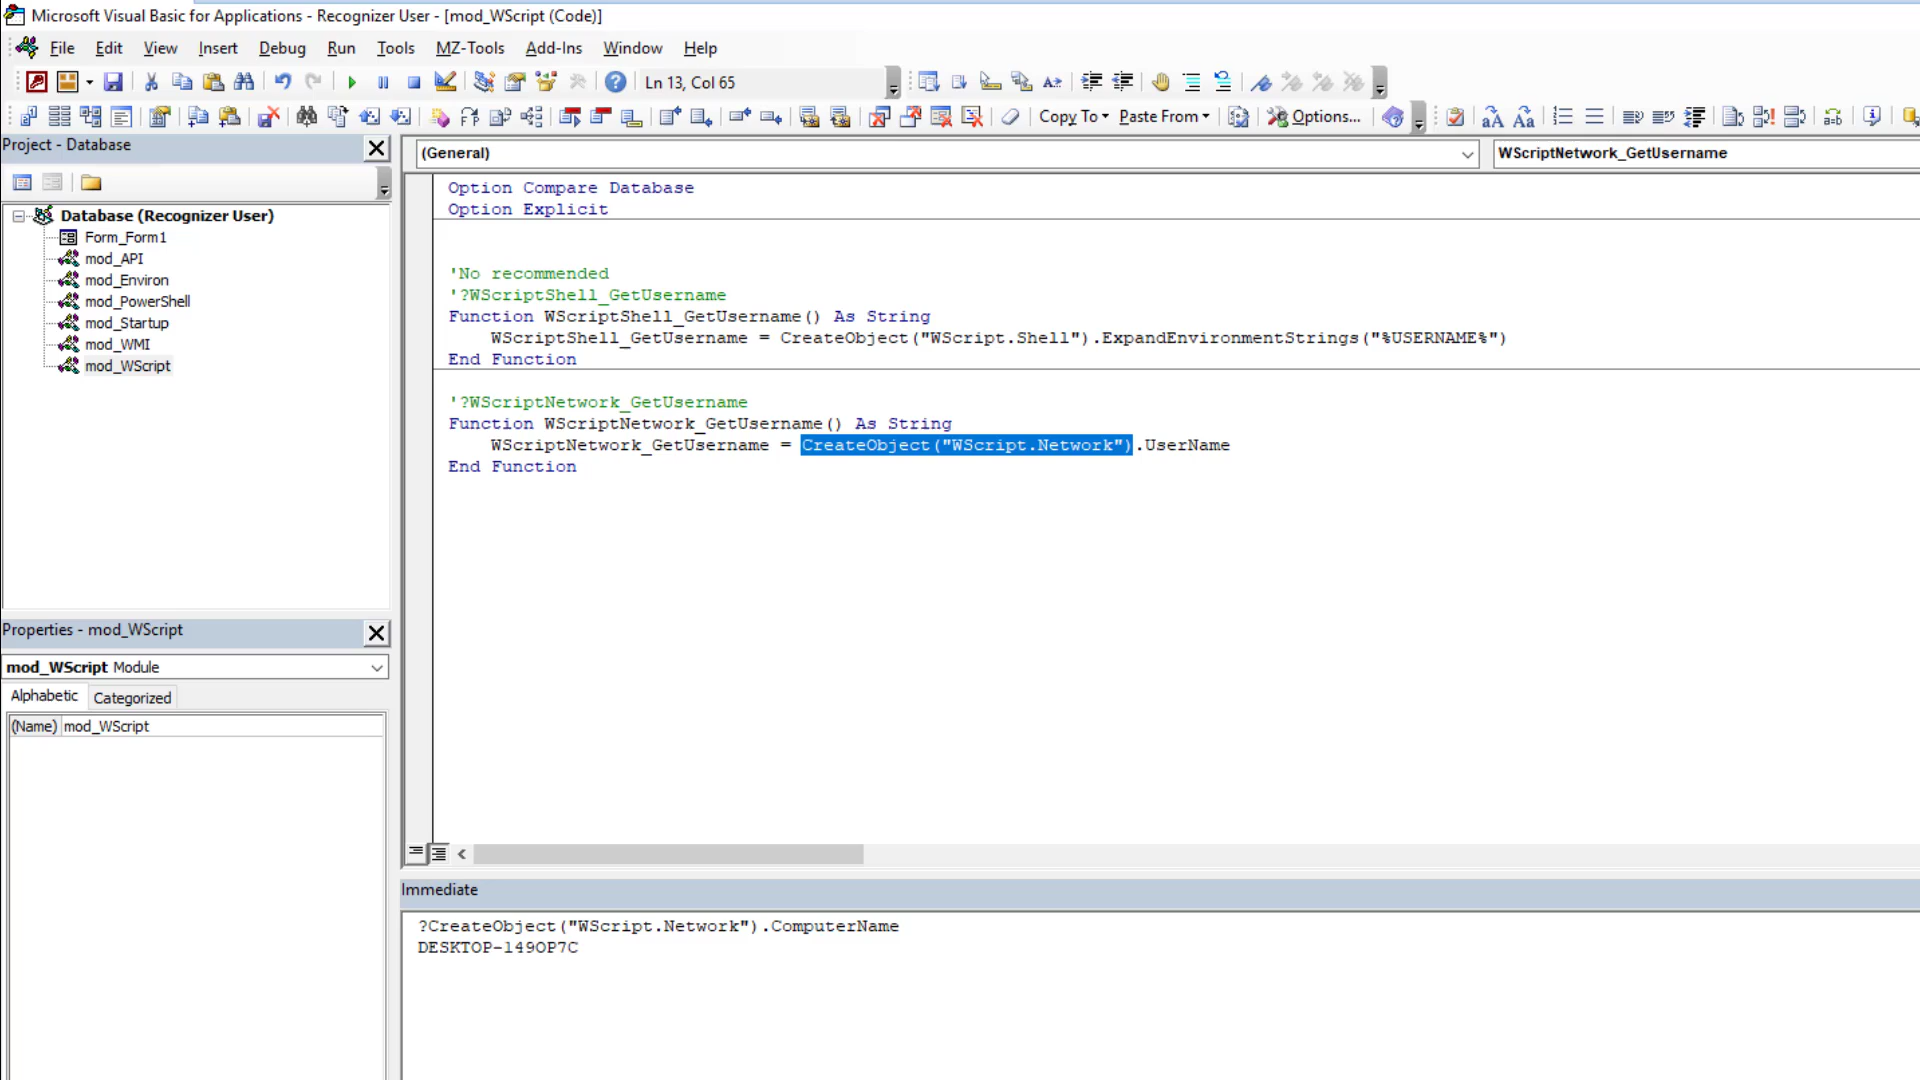 Microsoft Visual Basic for Applications - Recognizer User - [mod_WScript (Code)]
File Edit View Insert Debug Run Tools MZ-Tools Add-Ins Window Help
Ln 13, Col 65
Copy To Paste From Options...
Project - Database
(General) WScriptNetwork_GetUsername
Database (Recognizer User)
Form_Form1
mod_API
mod_Environ
mod_PowerShell
mod_Startup
mod_WMI
mod_WScript
Option Compare Database
Option Explicit
'No recommended
'?WScriptShell_GetUsername
Function WScriptShell_GetUsername() As String
WScriptShell_GetUsername = CreateObject("WScript.Shell").ExpandEnvironmentStrings("%USERNAME%")
End Function
'?WScriptNetwork_GetUsername
Function WScriptNetwork_GetUsername() As String
WScriptNetwork_GetUsername = CreateObject("WScript.Network").UserName
End Function
Properties - mod_WScript
mod_WScript Module
Alphabetic Categorized
(Name) mod_WScript
Immediate
?CreateObject("WScript.Network").ComputerName
DESKTOP-149OP7C